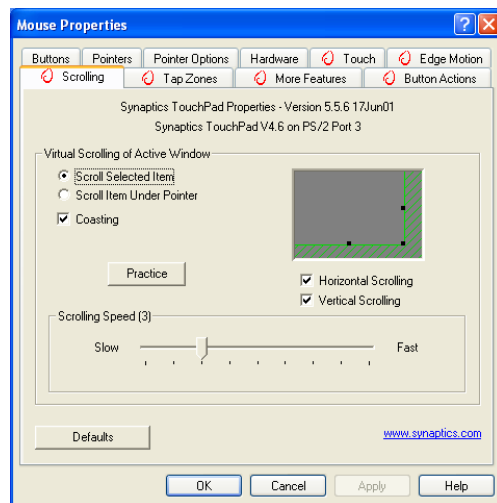 Mouse Properties
Buttons Pointers Pointer Options Hardware Touch Edge Motion
Scrolling Tap Zones More Features Button Actions
Synaptics TouchPad Properties - Version 5.5.6 17Jun01
Synaptics TouchPad V4.6 on PS/2 Port 3
Virtual Scrolling of Active Window
Scroll Selected Item
Scroll Item Under Pointer
Coasting
Practice
Horizontal Scrolling
Vertical Scrolling
Scrolling Speed (3)
Slow Fast
Defaults
www.synaptics.com
OK Cancel Apply Help